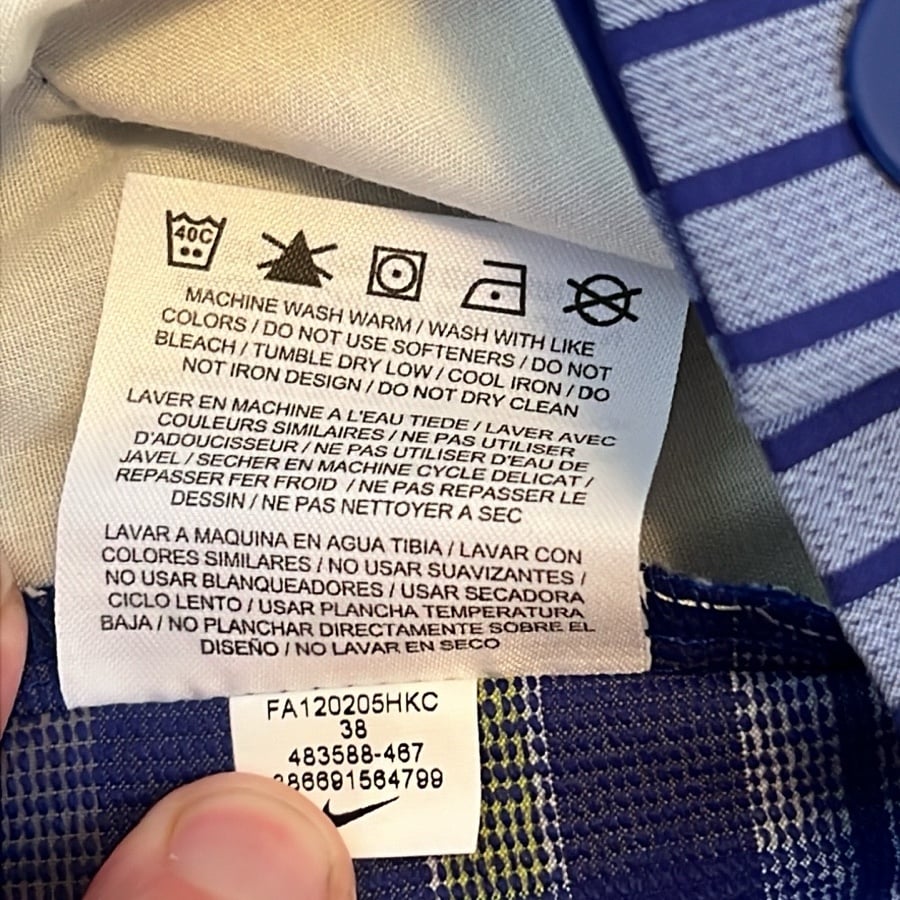 40C
MACHINE WASH WARM / WASH WITH LIKE
COLORS / DO NOT USE SOFTENERS / DO NOT
BLEACH / TUMBLE DRY LOW / COOL IRON / DO
NOT IRON DESIGN / DO NOT DRY CLEAN
LAVER EN MACHINE A L'EAU TIEDE / LAVER AVEC
COULEURS SIMILAIRES / NE PAS UTILISER
D'ADOUCISSEUR / NE PAS UTILISER D'EAU DE
JAVEL / SECHER EN MACHINE CYCLE DELICAT /
REPASSER FER FROID / NE PAS REPASSER LE
DESSIN / NE PAS NETTOYER A SEC
LAVAR A MAQUINA EN AGUA TIBIA / LAVAR CON
COLORES SIMILARES / NO USAR SUAVIZANTES /
NO USAR BLANQUEADORES / USAR SECADORA
CICLO LENTO / USAR PLANCHA TEMPERATURA
BAJA / NO PLANCHAR DIRECTAMENTE SOBRE EL
DISEÑO / NO LAVAR EN SECO
FA120205HKC
38
483588-467